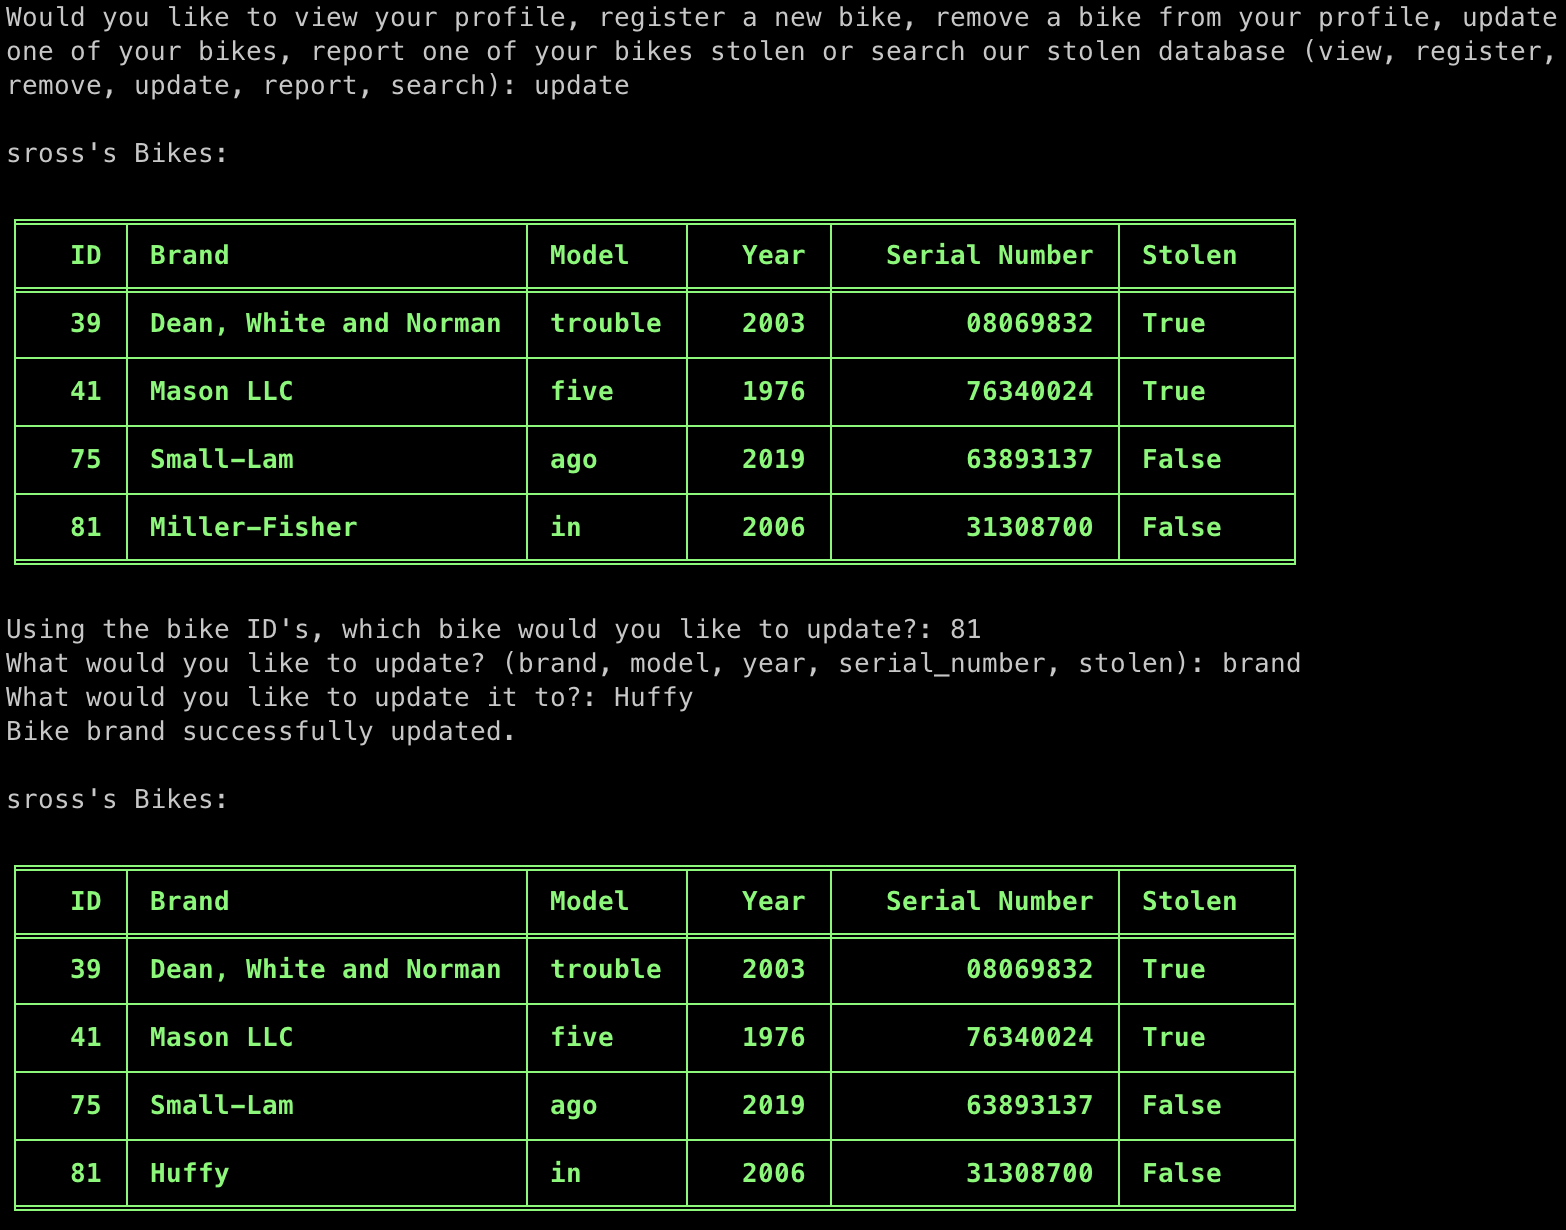 Would you like to view your profile, register a new bike, remove a bike from your profile, update
one of your bikes, report one of your bikes stolen or search our stolen database (view, register,
remove, update, report, search): update
sross's Bikes:
ID Brand Model Year Serial Number Stolen
39 Dean, White and Norman trouble 2003 08069832 True
41 Mason LLC five 1976 76340024 True
75 Small-Lam ago 2019 63893137 False
81 Miller-Fisher in 2006 31308700 False
Using the bike ID's, which bike would you like to update?: 81
What would you like to update? (brand, model, year, serial_number, stolen): brand
What would you like to update it to?: Huffy
Bike brand successfully updated.
sross's Bikes:
ID Brand Model Year Serial Number Stolen
39 Dean, White and Norman trouble 2003 08069832 True
41 Mason LLC five 1976 76340024 True
75 Small-Lam ago 2019 63893137 False
81 Huffy in 2006 31308700 False